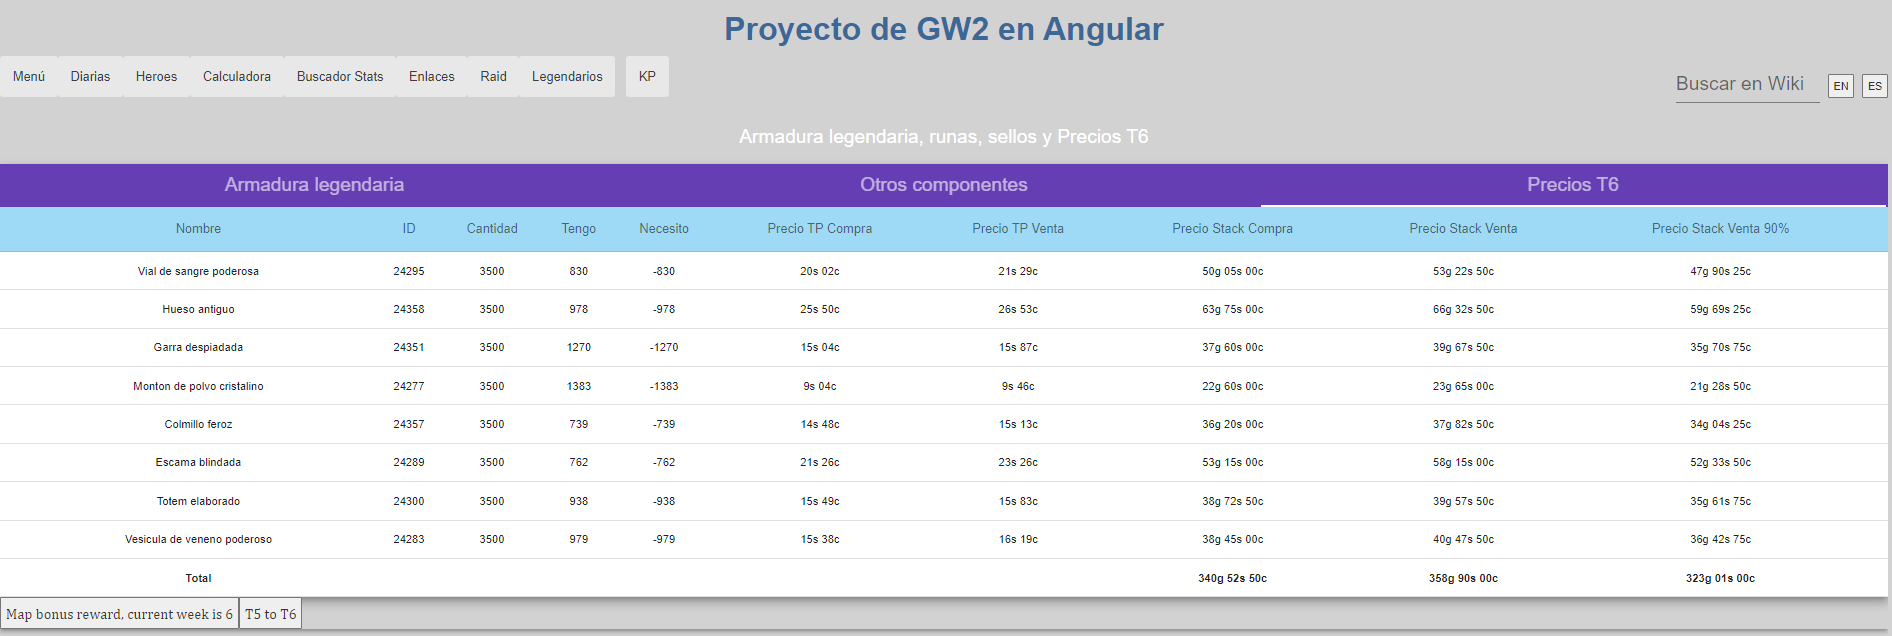 Proyecto de GW2 en Angular
Menú Diarias Heroes Calculadora Buscador Stats Enlaces Raid Legendarios KP
Buscar en Wiki EN ES
Armadura legendaria, runas, sellos y Precios T6
Armadura legendaria Otros componentes Precios T6
Nombre ID Cantidad Tengo Necesito Precio TP Compra Precio TP Venta Precio Stack Compra Precio Stack Venta Precio Stack Venta 90%
Vial de sangre poderosa 24295 3500 830 -830 20s 02c 21s 29c 50g 05s 00c 53g 22s 50c 47g 90s 25c
Hueso antiguo 24358 3500 978 -978 25s 50c 26s 53c 63g 75s 00c 66g 32s 50c 59g 69s 25c
Garra despiadada 24351 3500 1270 -1270 15s 04c 15s 87c 37g 60s 00c 39g 67s 50c 35g 70s 75c
Monton de polvo cristalino 24277 3500 1383 -1383 9s 04c 9s 46c 22g 60s 00c 23g 65s 00c 21g 28s 50c
Colmillo feroz 24357 3500 739 -739 14s 48c 15s 13c 36g 20s 00c 37g 82s 50c 34g 04s 25c
Escama blindada 24289 3500 762 -762 21s 26c 23s 26c 53g 15s 00c 58g 15s 00c 52g 33s 50c
Totem elaborado 24300 3500 938 -938 15s 49c 15s 83c 38g 72s 50c 39g 57s 50c 35g 61s 75c
Vesicula de veneno poderoso 24283 3500 979 -979 15s 38c 16s 19c 38g 45s 00c 40g 47s 50c 36g 42s 75c
Total 340g 52s 50c 358g 90s 00c 323g 01s 00c
Map bonus reward, current week is 6 T5 to T6